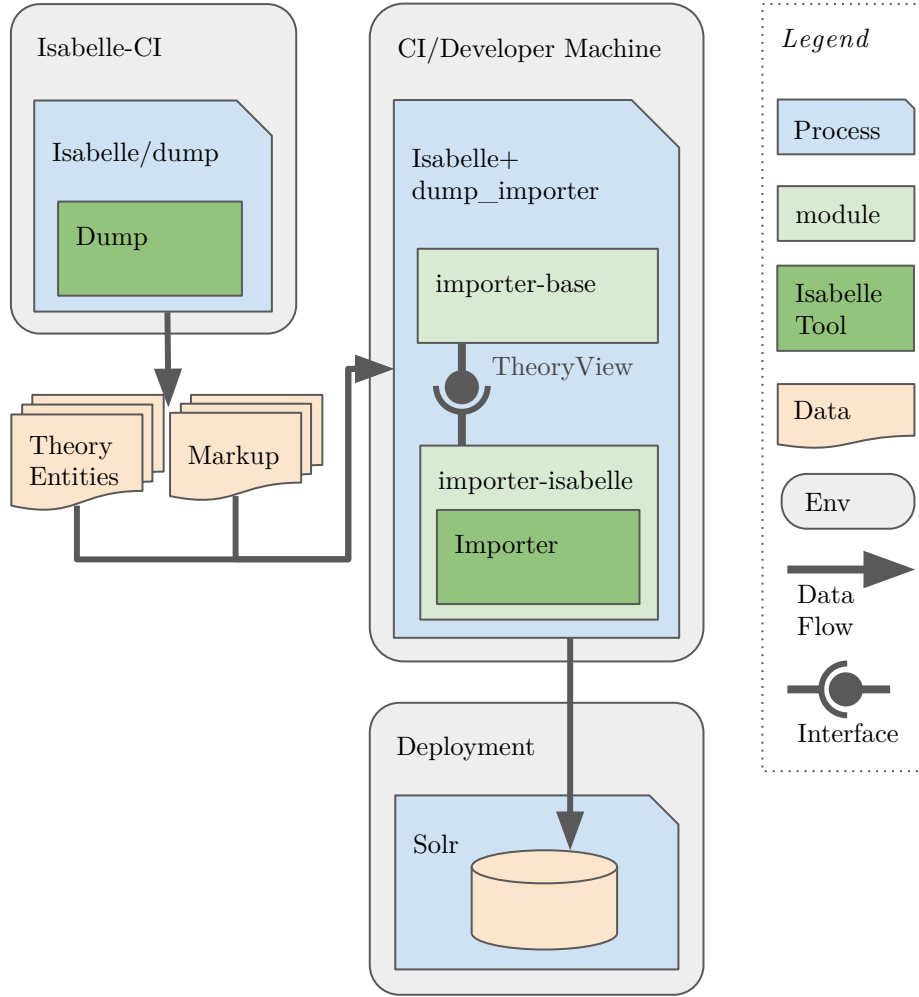 Isabelle-CI
Isabelle/dump
Dump
Theory
Entities
Markup
CI/Developer Machine
Isabelle+
dump_importer
importer-base
TheoryView
importer-isabelle
Importer
Deployment
Solr
Legend
Process
module
Isabelle
Tool
Data
Env
Data
Flow
Interface